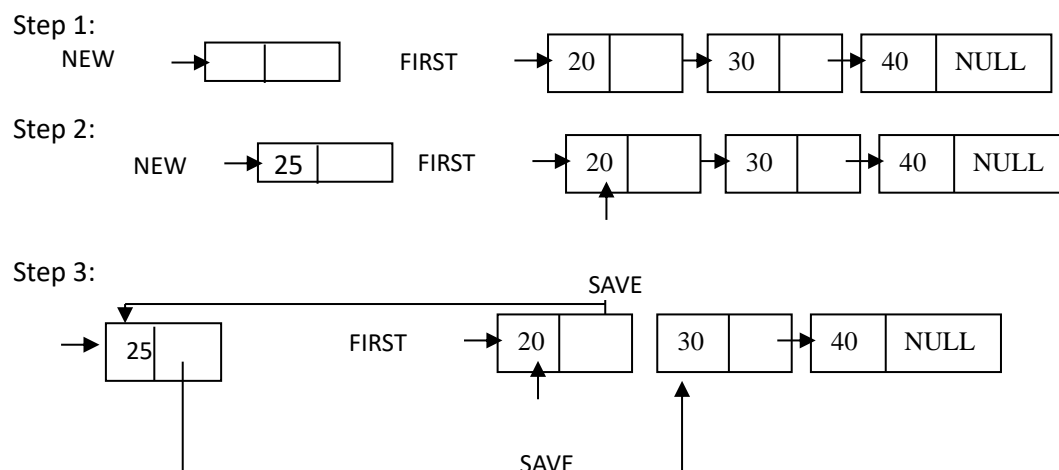 Step 1:
NEW FIRST 20 30 40 NULL
Step 2:
NEW 25 FIRST 20 30 40 NULL
Step 3:
SAVE
25 FIRST 20 30 40 NULL
SAVE